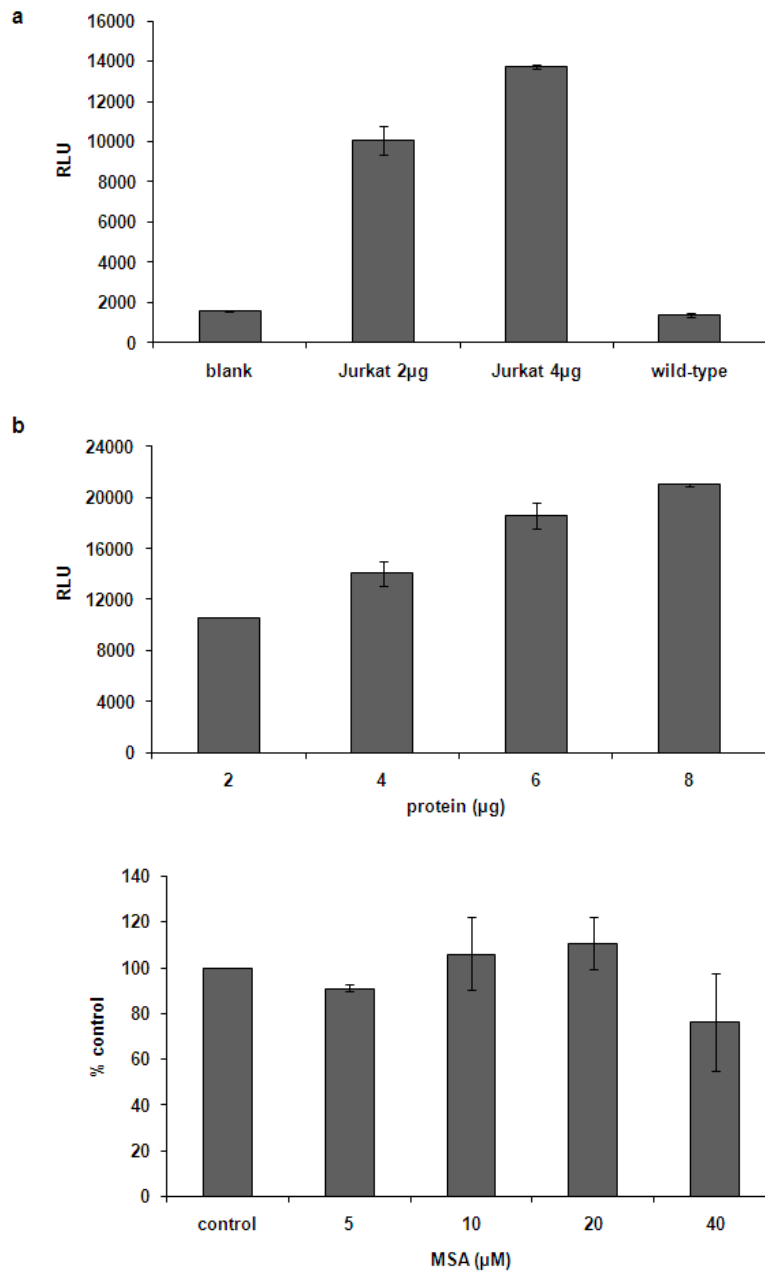 a
16000
14000
12000
10000
8000
6000
4000
2000
0
RLU
blank Jurkat 2µg Jurkat 4µg wild-type
b
24000
20000
16000
12000
8000
4000
0
RLU
2 4 6 8
protein (µg)
140
120
100
80
60
40
20
0
% control
control 5 10 20 40
MSA (µM)